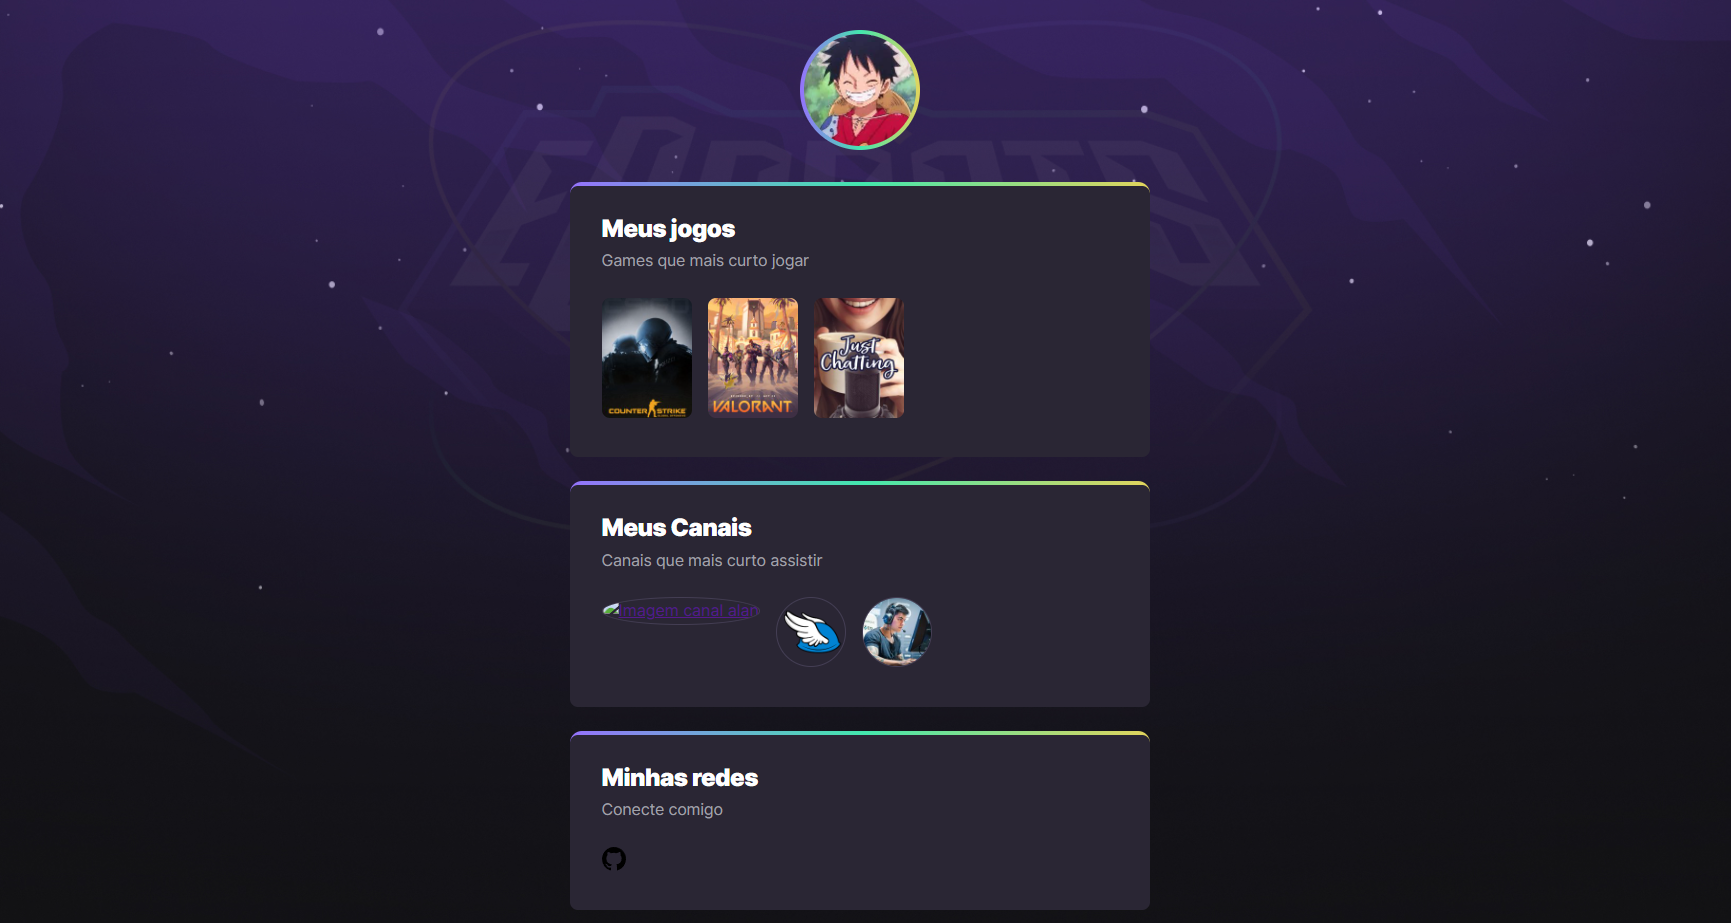 eSPORTS
Meus jogos
Games que mais curto jogar
COUNTER STRIKE
VALORANT
Just
Chatting
Meus Canais
Canais que mais curto assistir
Imagem canal alan
Minhas redes
Conecte comigo